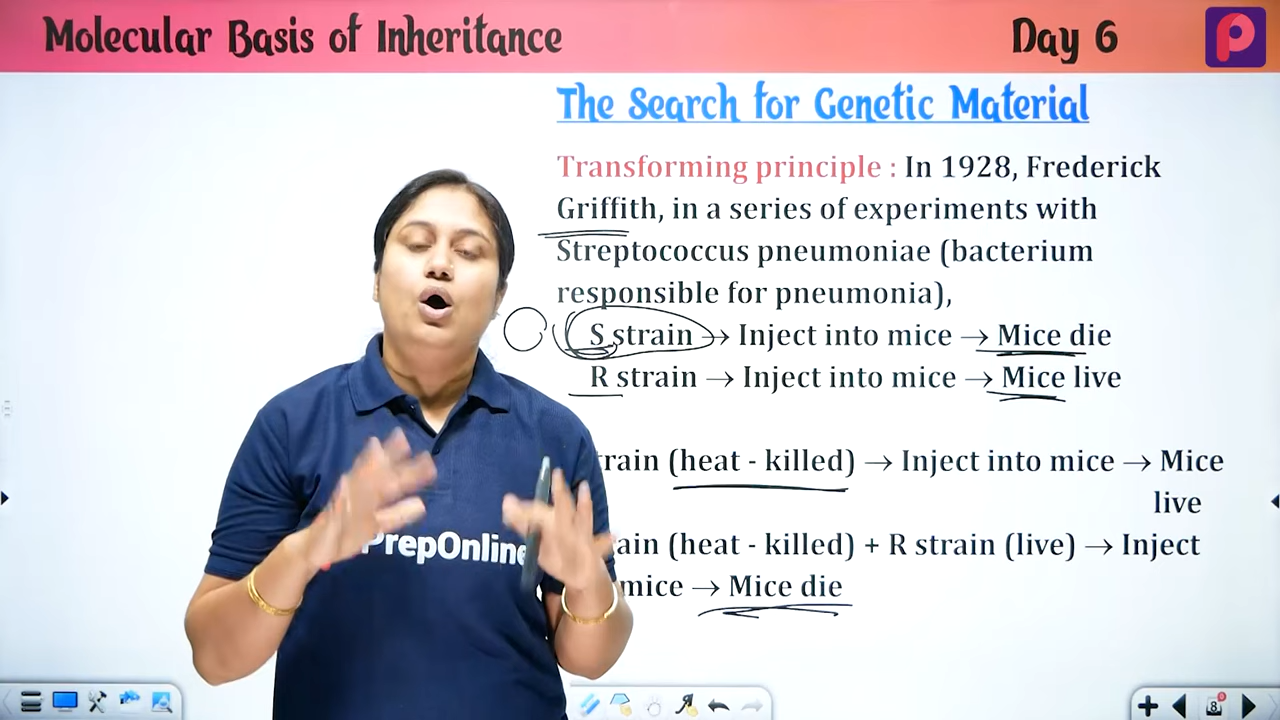 Molecular Basis of Inheritance
Day 6
The Search for Genetic Material
Transforming principle : In 1928, Frederick
Griffith, in a series of experiments with
Streptococcus pneumoniae (bacterium
responsible for pneumonia),
S strain → Inject into mice → Mice die
R strain → Inject into mice → Mice live
(heat - killed) → Inject into mice → Mice
live
(heat - killed) + R strain (live) → Inject
mice → Mice die
PrepOnline
8